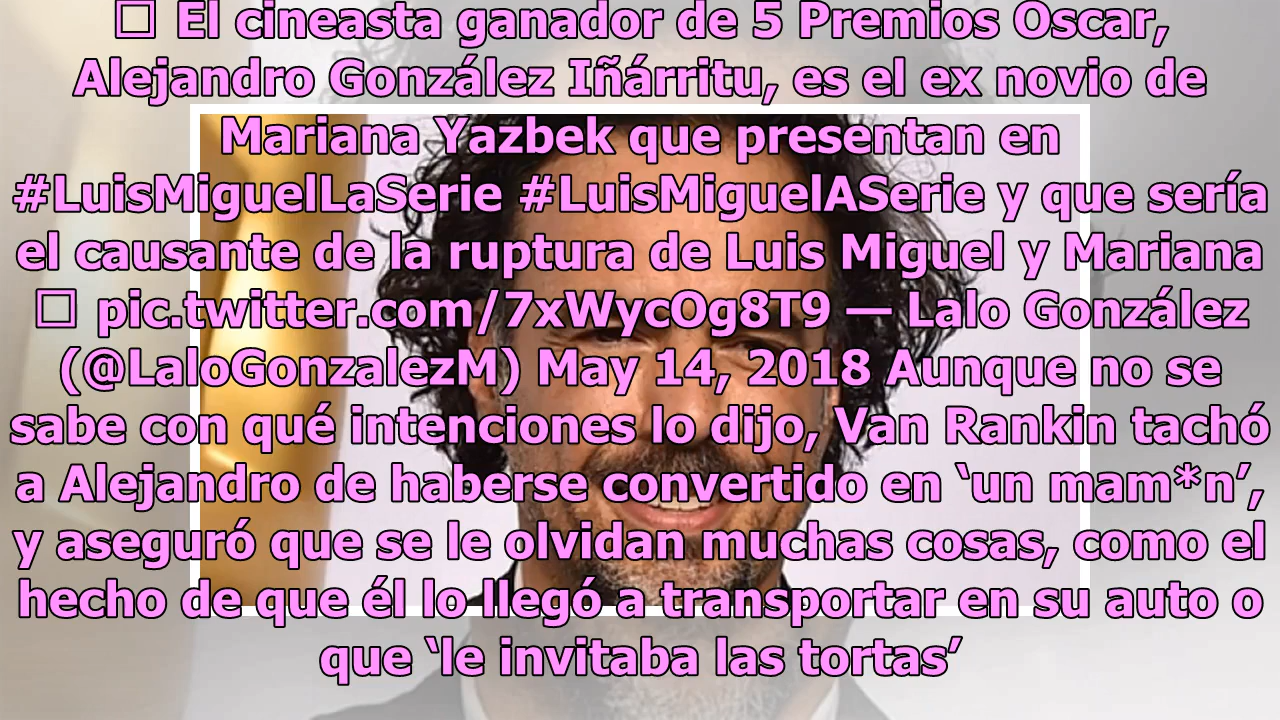 □ El cineasta ganador de 5 Premios Oscar,
Alejandro González Iñárritu, es el ex novio de
Mariana Yazbek que presentan en
#LuisMiguelLaSerie #LuisMiguelASerie y que sería
el causante de la ruptura de Luis Miguel y Mariana
□ pic.twitter.com/7xWycOg8T9 — Lalo González
(@LaloGonzalezM) May 14, 2018 Aunque no se
sabe con qué intenciones lo dijo, Van Rankin tachó
a Alejandro de haberse convertido en ‘un mam*n’,
y aseguró que se le olvidan muchas cosas, como el
hecho de que él lo llegó a transportar en su auto o
que ‘le invitaba las tortas’